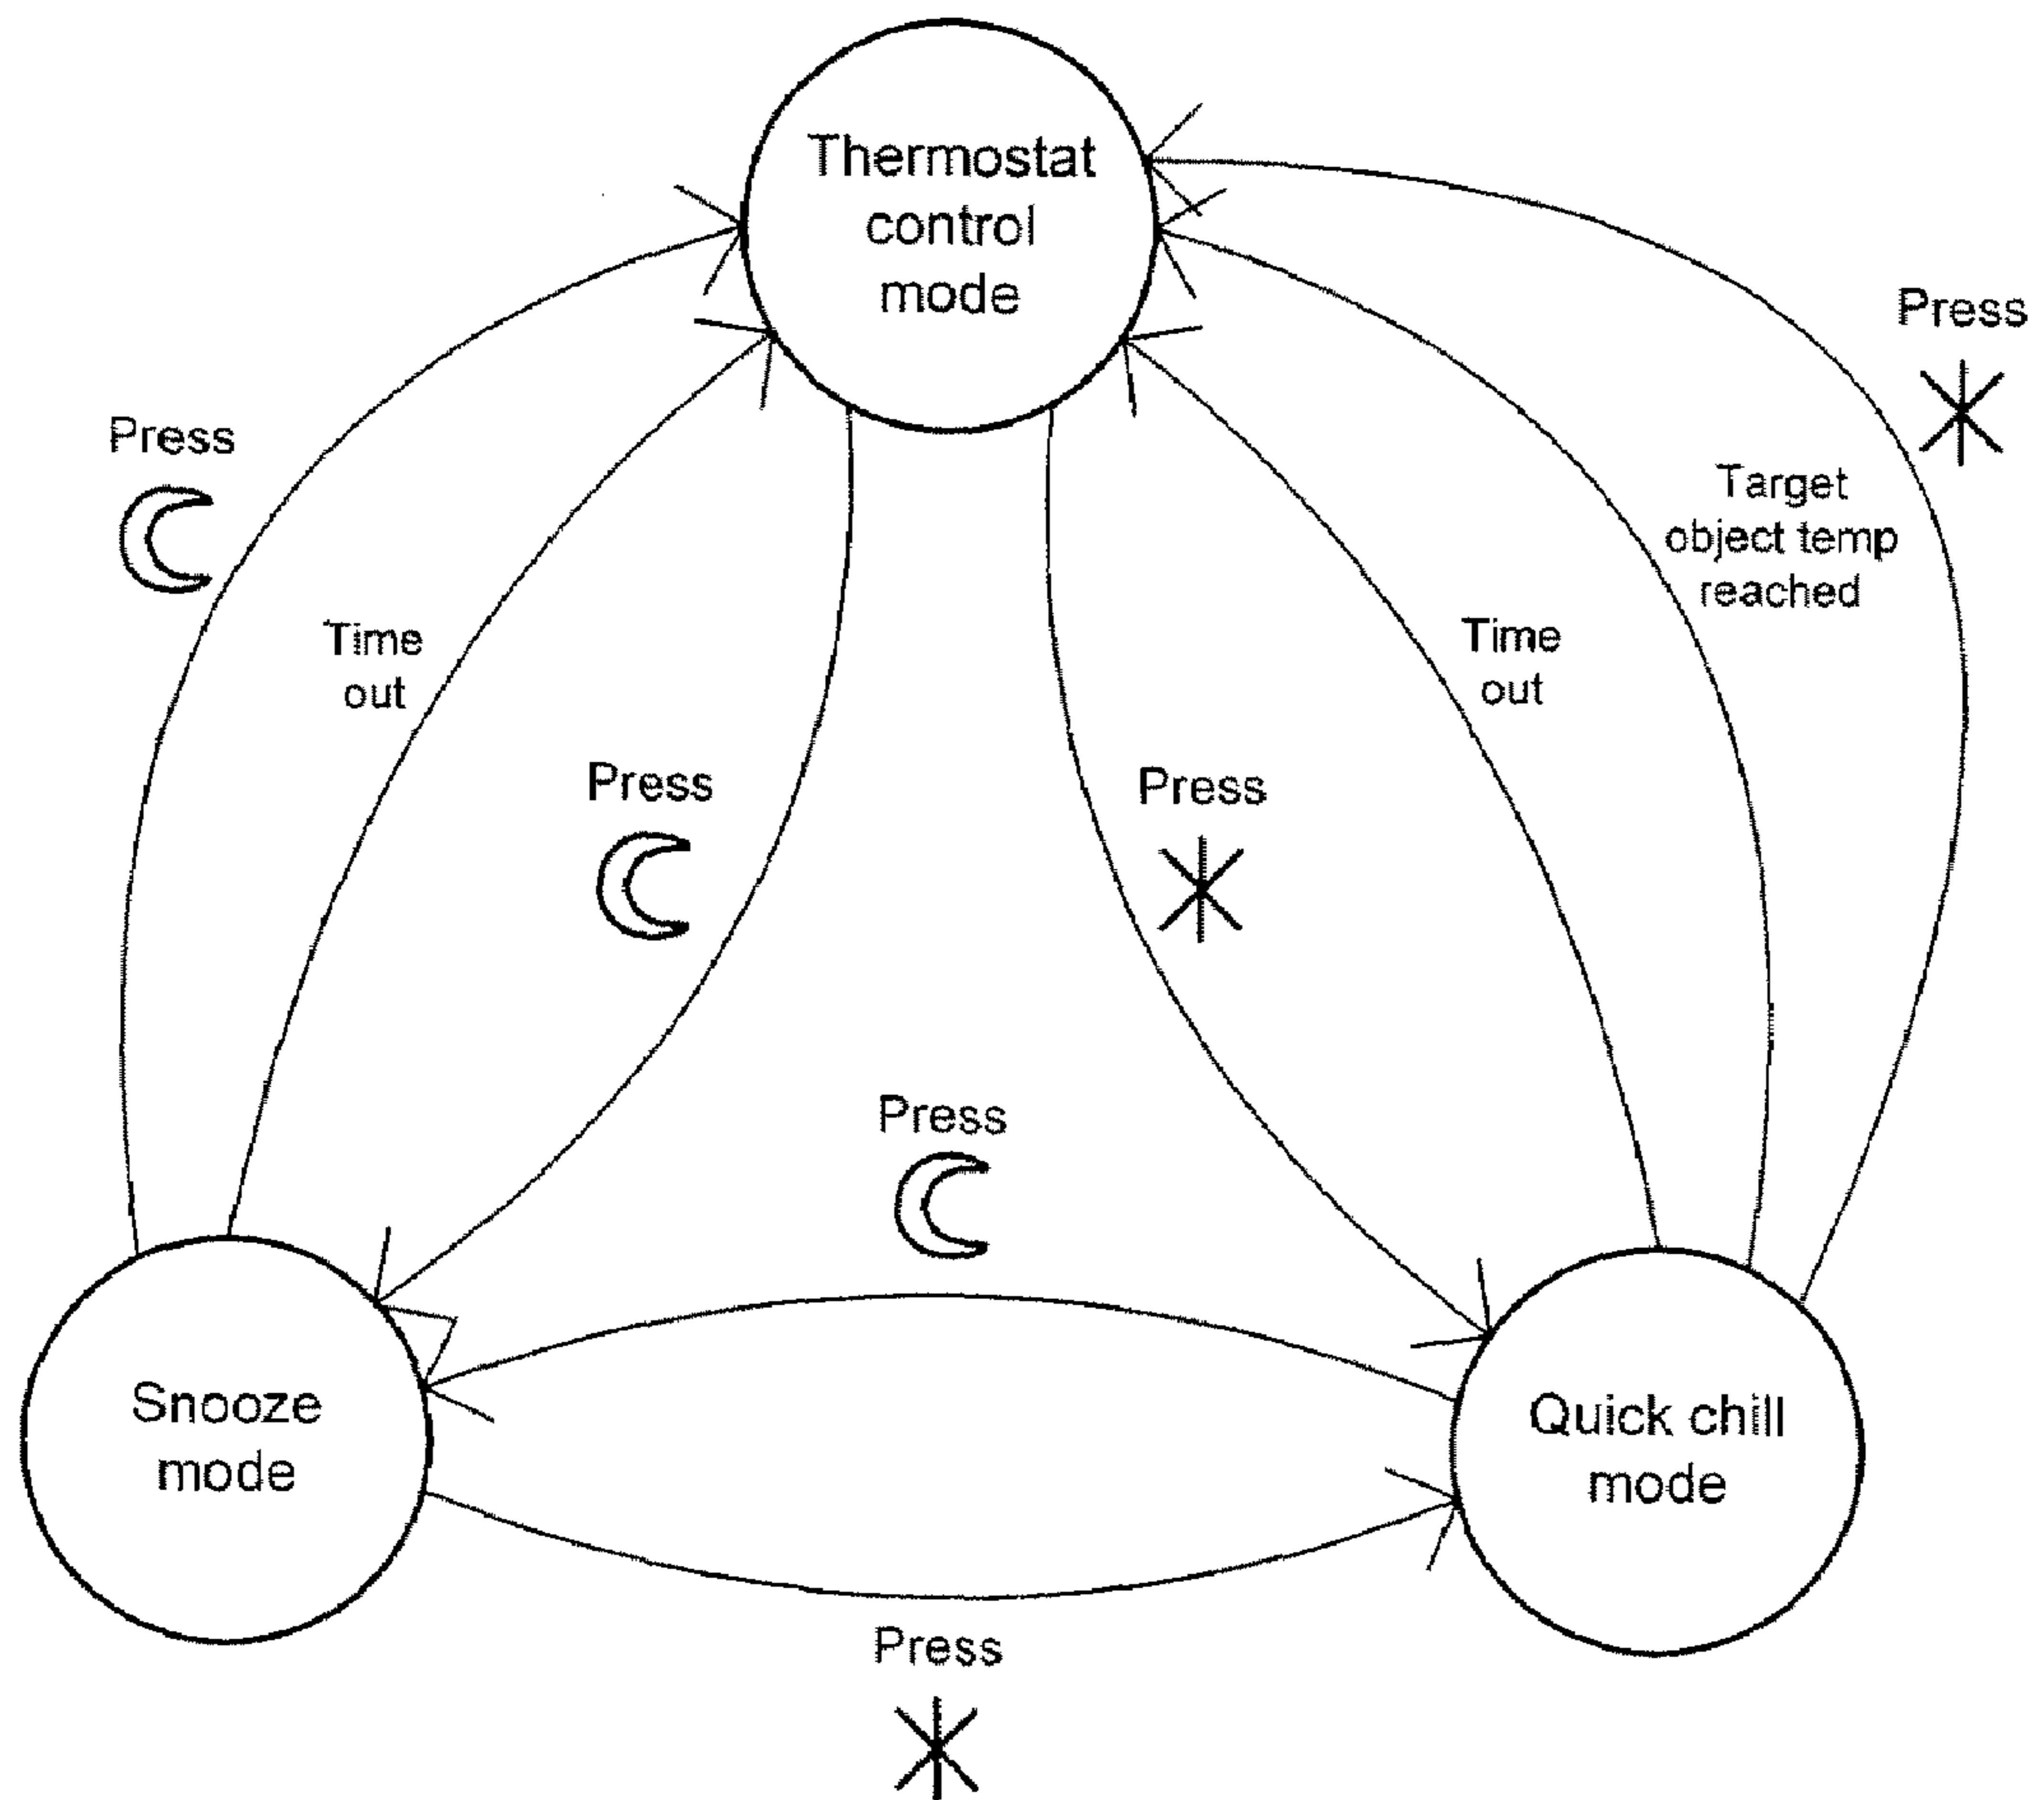 Thermostat
control
mode
Press
Press
Target
object temp
reached
Time
out
Time
out
Press
Press
Press
Snooze
mode
Quick chill
mode
Press